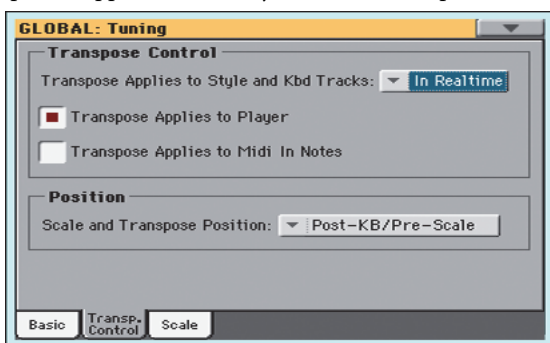 GLOBAL: Tuning
Transpose Control
Transpose Applies to Style and Kbd Tracks: In Realtime
Transpose Applies to Player
Transpose Applies to Midi In Notes
Position
Scale and Transpose Position: Post-KB/Pre-Scale
Basic
Transp.
Control
Scale